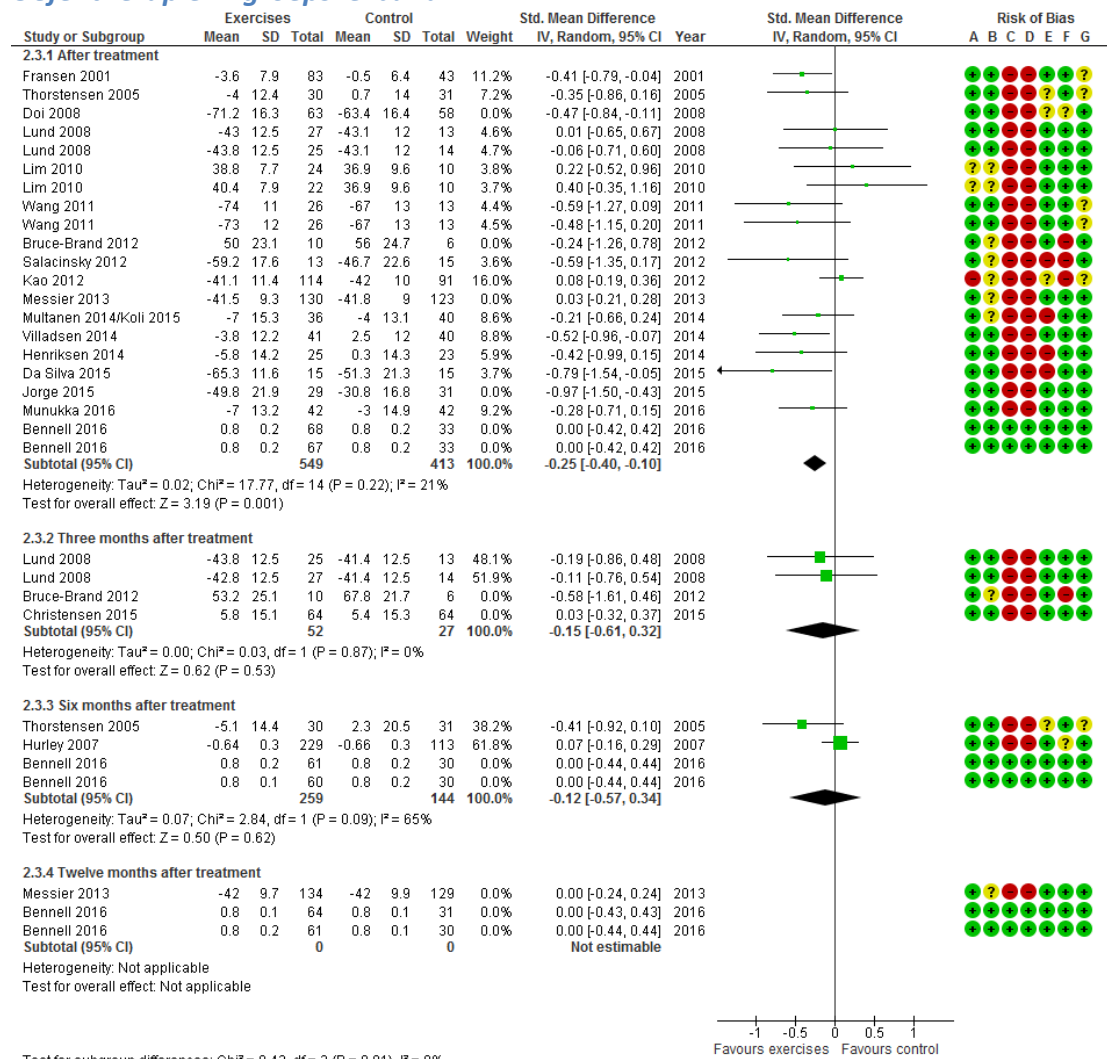 Exercises Control Std. Mean Difference Std. Mean Difference Risk of Bias
Study or Subgroup Mean SD Total Mean SD Total Weight IV, Random, 95% CI Year IV, Random, 95% CI A B C D E F G
2.3.1 After treatment
Fransen 2001 -3.6 7.9 83 -0.5 6.4 43 11.2% -0.41 [-0.79, -0.04] 2001 + + - - + + ?
Thorstensen 2005 -4 12.4 30 0.7 14 31 7.2% -0.35 [-0.86, 0.16] 2005 + + - - ? + ?
Doi 2008 -71.2 16.3 63 -63.4 16.4 58 0.0% -0.47 [-0.84, -0.11] 2008 + + - - ? ? +
Lund 2008 -43 12.5 27 -43.1 12 13 4.6% 0.01 [-0.65, 0.67] 2008 + + - - + + +
Lund 2008 -43.8 12.5 25 -43.1 12 14 4.7% -0.06 [-0.71, 0.60] 2008 + + - - + + +
Lim 2010 38.8 7.7 24 36.9 9.6 10 3.8% 0.22 [-0.52, 0.96] 2010 ? ? - - + + +
Lim 2010 40.4 7.9 22 36.9 9.6 10 3.7% 0.40 [-0.35, 1.16] 2010 ? ? - - + + +
Wang 2011 -74 11 26 -67 13 13 4.4% -0.59 [-1.27, 0.09] 2011 + + - - + + ?
Wang 2011 -73 12 26 -67 13 13 4.4% -0.48 [-1.15, 0.20] 2011 + + - - + + ?
Bruce-Brand 2012 50 23.1 10 56 24.7 6 0.0% -0.24 [-1.26, 0.78] 2012 + ? - - + - +
Salacinsky 2012 -59.2 17.6 13 -46.7 22.6 15 3.6% -0.59 [-1.35, 0.17] 2012 + ? - - - - +
Kao 2012 -41.1 11.4 114 -42 10 91 16.0% 0.08 [-0.19, 0.36] 2012 - ? - - ? - ?
Messier 2013 -41.5 9.3 130 -41.8 9 123 0.0% 0.03 [-0.21, 0.28] 2013 + ? - - + + +
Multanen 2014/Koli 2015 -7 15.3 36 -4 13.1 40 8.6% -0.21 [-0.66, 0.24] 2014 + ? - - - + +
Villadsen 2014 -3.8 12.2 41 2.5 12 40 8.8% -0.52 [-0.96, -0.07] 2014 + + - - + + +
Henriksen 2014 -5.8 14.2 25 0.3 14.3 23 5.9% -0.42 [-0.99, 0.15] 2014 + + - - - + +
Da Silva 2015 -65.3 11.6 15 -51.3 21.3 15 3.7% -0.79 [-1.54, -0.05] 2015 + + - - - + +
Jorge 2015 -49.8 21.9 29 -30.8 16.8 31 0.0% -0.97 [-1.50, -0.43] 2015 + + - - + + +
Munukka 2016 -7 13.2 42 -3 14.9 42 9.2% -0.28 [-0.71, 0.15] 2016 + + - - + + +
Bennell 2016 0.8 0.2 68 0.8 0.2 33 0.0% 0.00 [-0.42, 0.42] 2016 + + + + + + +
Bennell 2016 0.8 0.2 67 0.8 0.2 33 0.0% 0.00 [-0.42, 0.42] 2016 + + + + + + +
Subtotal (95% CI) 549 413 100.0% -0.25 [-0.40, -0.10]
Heterogeneity: Tau² = 0.02; Chi² = 17.77, df = 14 (P = 0.22); I² = 21%
Test for overall effect: Z = 3.19 (P = 0.001)
2.3.2 Three months after treatment
Lund 2008 -43.8 12.5 25 -41.4 12.5 13 48.1% -0.19 [-0.86, 0.48] 2008 + + - - + + +
Lund 2008 -42.8 12.5 27 -41.4 12.5 14 51.9% -0.11 [-0.76, 0.54] 2008 + + - - + + +
Bruce-Brand 2012 53.2 25.1 10 67.8 21.7 6 0.0% -0.58 [-1.61, 0.46] 2012 + ? - - + - +
Christensen 2015 5.8 15.1 64 5.4 15.3 64 0.0% 0.03 [-0.32, 0.37] 2015 + + - - + + +
Subtotal (95% CI) 52 27 100.0% -0.15 [-0.61, 0.32]
Heterogeneity: Tau² = 0.00; Chi² = 0.03, df = 1 (P = 0.87); I² = 0%
Test for overall effect: Z = 0.62 (P = 0.53)
2.3.3 Six months after treatment
Thorstensen 2005 -5.1 14.4 30 2.3 20.5 31 38.2% -0.41 [-0.92, 0.10] 2005 + + - - ? + ?
Hurley 2007 -0.64 0.3 229 -0.66 0.3 113 61.8% 0.07 [-0.16, 0.29] 2007 + + - - + ? +
Bennell 2016 0.8 0.2 61 0.8 0.2 30 0.0% 0.00 [-0.44, 0.44] 2016 + + + + + + +
Bennell 2016 0.8 0.1 60 0.8 0.2 30 0.0% 0.00 [-0.44, 0.44] 2016 + + + + + + +
Subtotal (95% CI) 259 144 100.0% -0.12 [-0.57, 0.34]
Heterogeneity: Tau² = 0.07; Chi² = 2.84, df = 1 (P = 0.09); I² = 65%
Test for overall effect: Z = 0.50 (P = 0.62)
2.3.4 Twelve months after treatment
Messier 2013 -42 9.7 134 -42 9.9 129 0.0% 0.00 [-0.24, 0.24] 2013 + ? - - + + +
Bennell 2016 0.8 0.1 64 0.8 0.1 31 0.0% 0.00 [-0.43, 0.43] 2016 + + + + + + +
Bennell 2016 0.8 0.2 61 0.8 0.1 30 0.0% 0.00 [-0.44, 0.44] 2016 + + + + + + +
Subtotal (95% CI) 0 0 Not estimable
Heterogeneity: Not applicable
Test for overall effect: Not applicable
-1 -0.5 0 0.5 1
Favours exercises Favours control